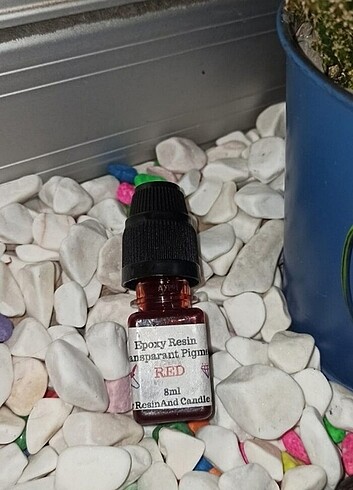 Epoxy Resin
ansparant Pigme
RED
8ml
ResinAnd Candle